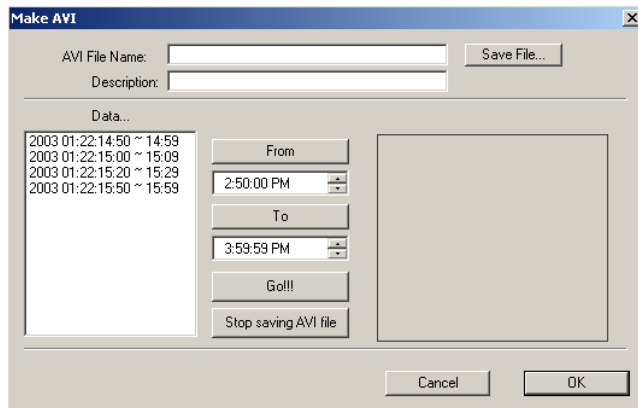 Make AVI
AVI File Name:
Save File...
Description:
Data...
2003 01:22:14:50 ~ 14:59
2003 01:22:15:00 ~ 15:09
2003 01:22:15:20 ~ 15:29
2003 01:22:15:50 ~ 15:59
From
2:50:00 PM
To
3:59:59 PM
Go!!!
Stop saving AVI file
Cancel
OK